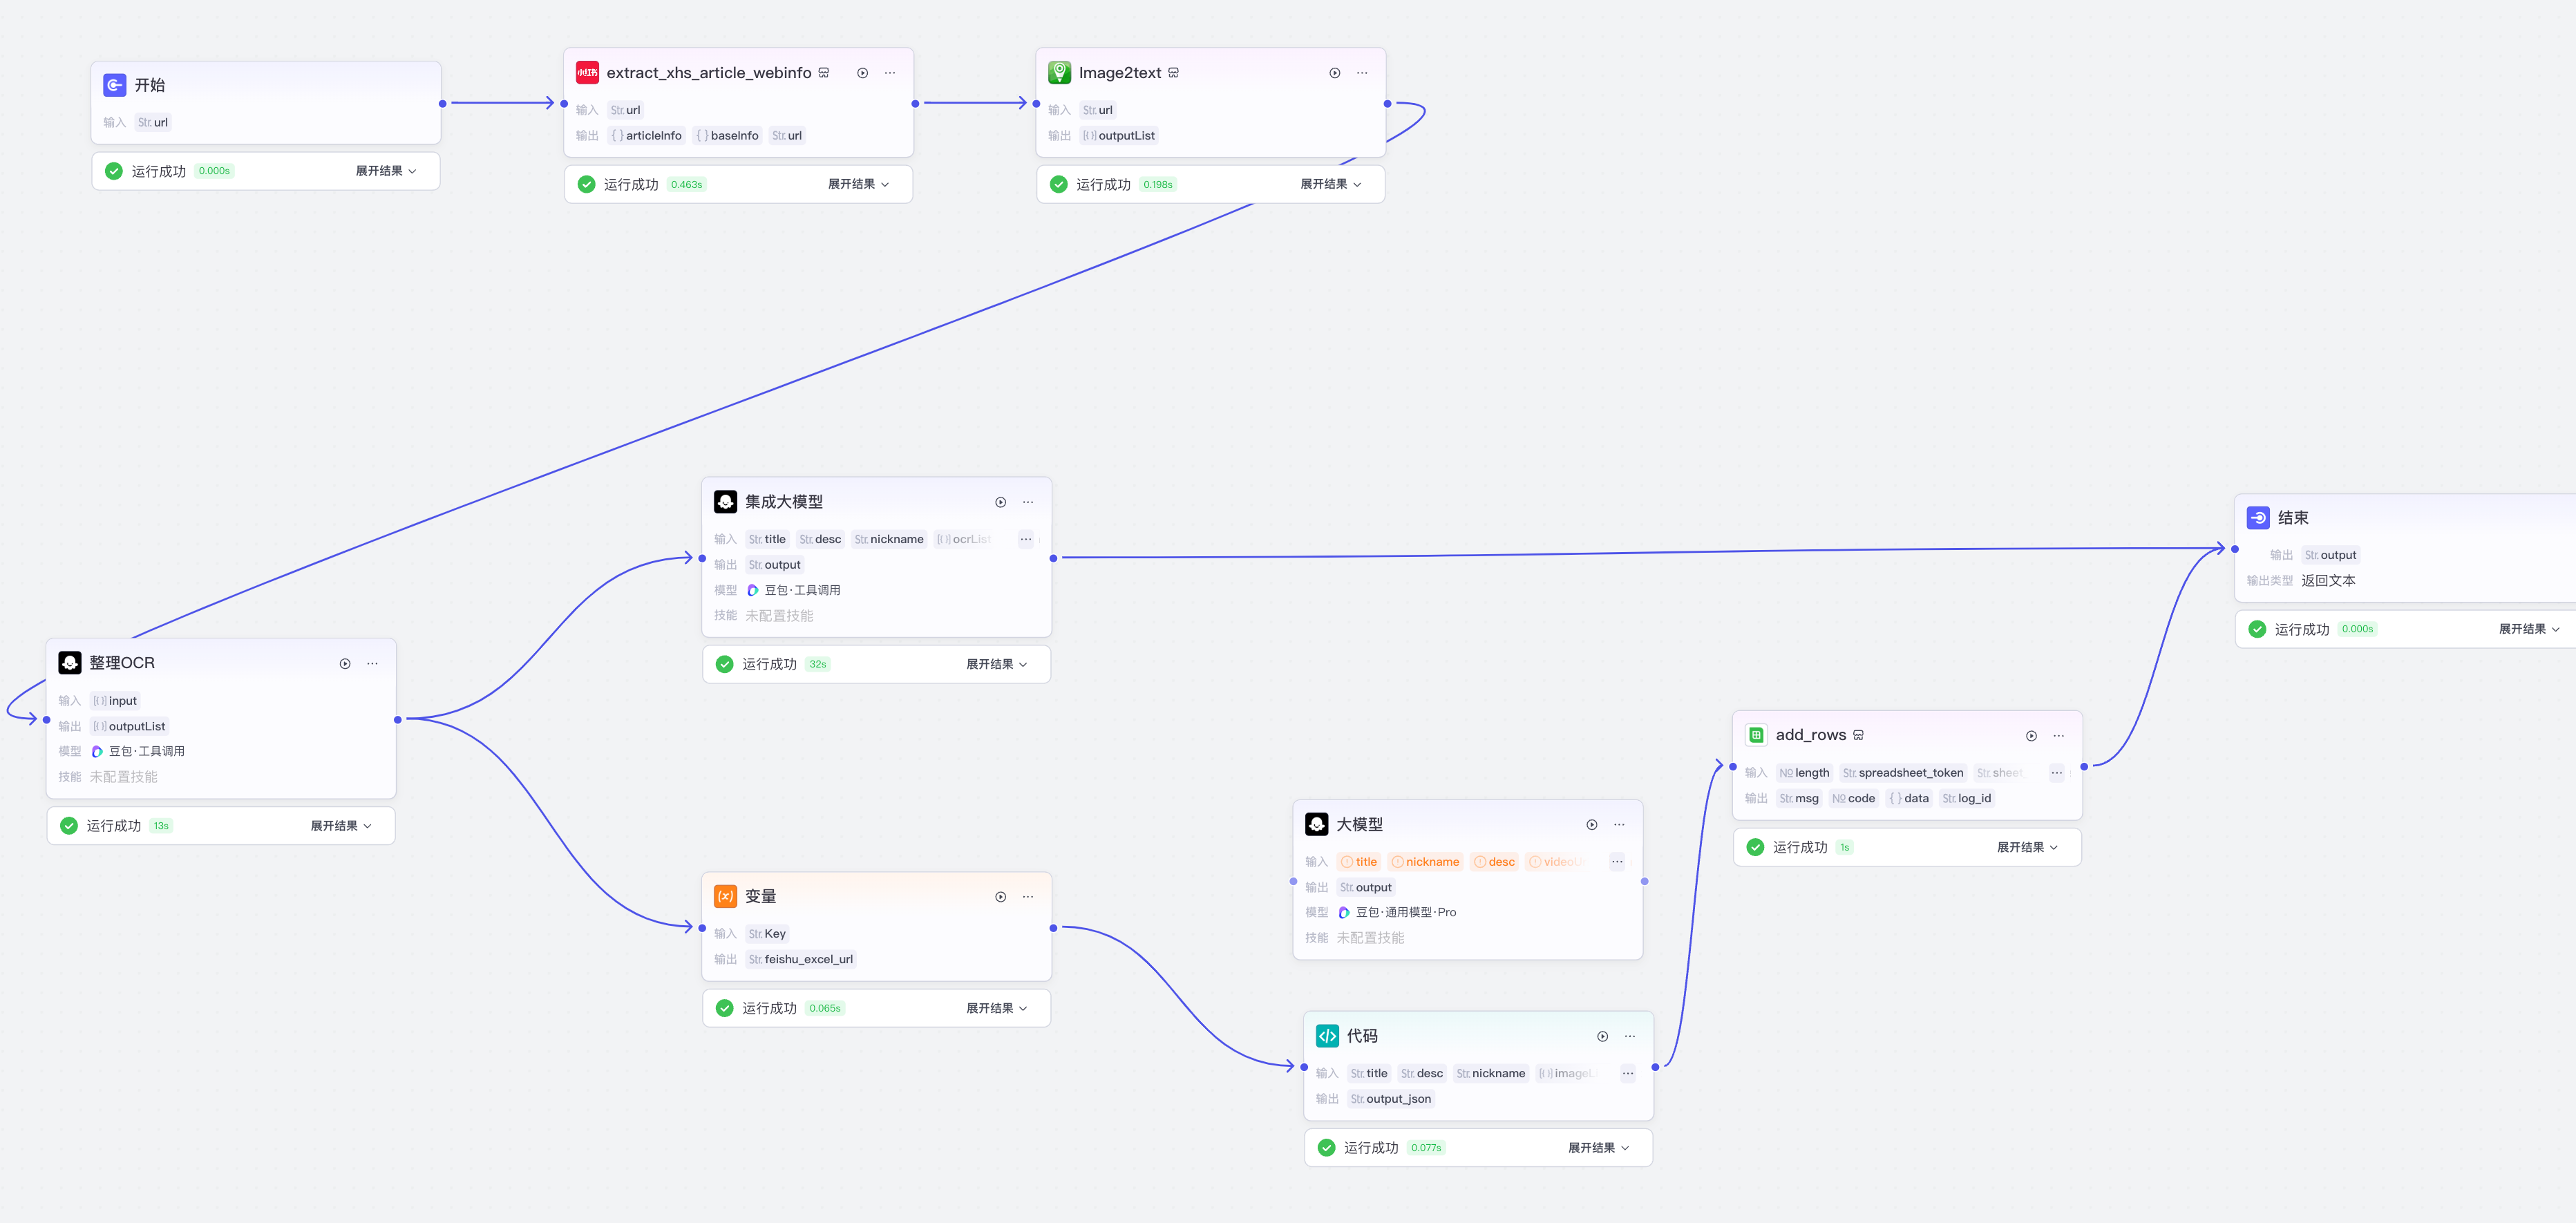 开始
输入 Str. url
运行成功 0.000s 展开结果
小红书 extract_xhs_article_webinfo
输入 Str. url
输出 { } articleInfo { } baseInfo Str. url
运行成功 0.463s 展开结果
Image2text
输入 Str. url
输出 [{ }] outputList
运行成功 0.198s 展开结果
集成大模型
输入 Str. title Str. desc Str. nickname [{ }] ocrList ···
输出 Str. output
模型 豆包·工具调用
技能 未配置技能
运行成功 32s 展开结果
结束
输出 Str. output
输出类型 返回文本
运行成功 0.000s 展开结果
整理OCR
输入 [{ }] input
输出 [{ }] outputList
模型 豆包·工具调用
技能 未配置技能
运行成功 13s 展开结果
add_rows
输入 No length Str. spreadsheet_token Str. sheet_ ···
输出 Str. msg No code { } data Str. log_id
运行成功 1s 展开结果
大模型
输入 title nickname desc ···
输出 Str. output
模型 豆包·通用模型·Pro
技能 未配置技能
(x) 变量
输入 Str. Key
输出 Str. feishu_excel_url
运行成功 0.065s 展开结果
</> 代码
输入 Str. title Str. desc Str. nickname [{ }] imageL ···
输出 Str. output_json
运行成功 0.077s 展开结果